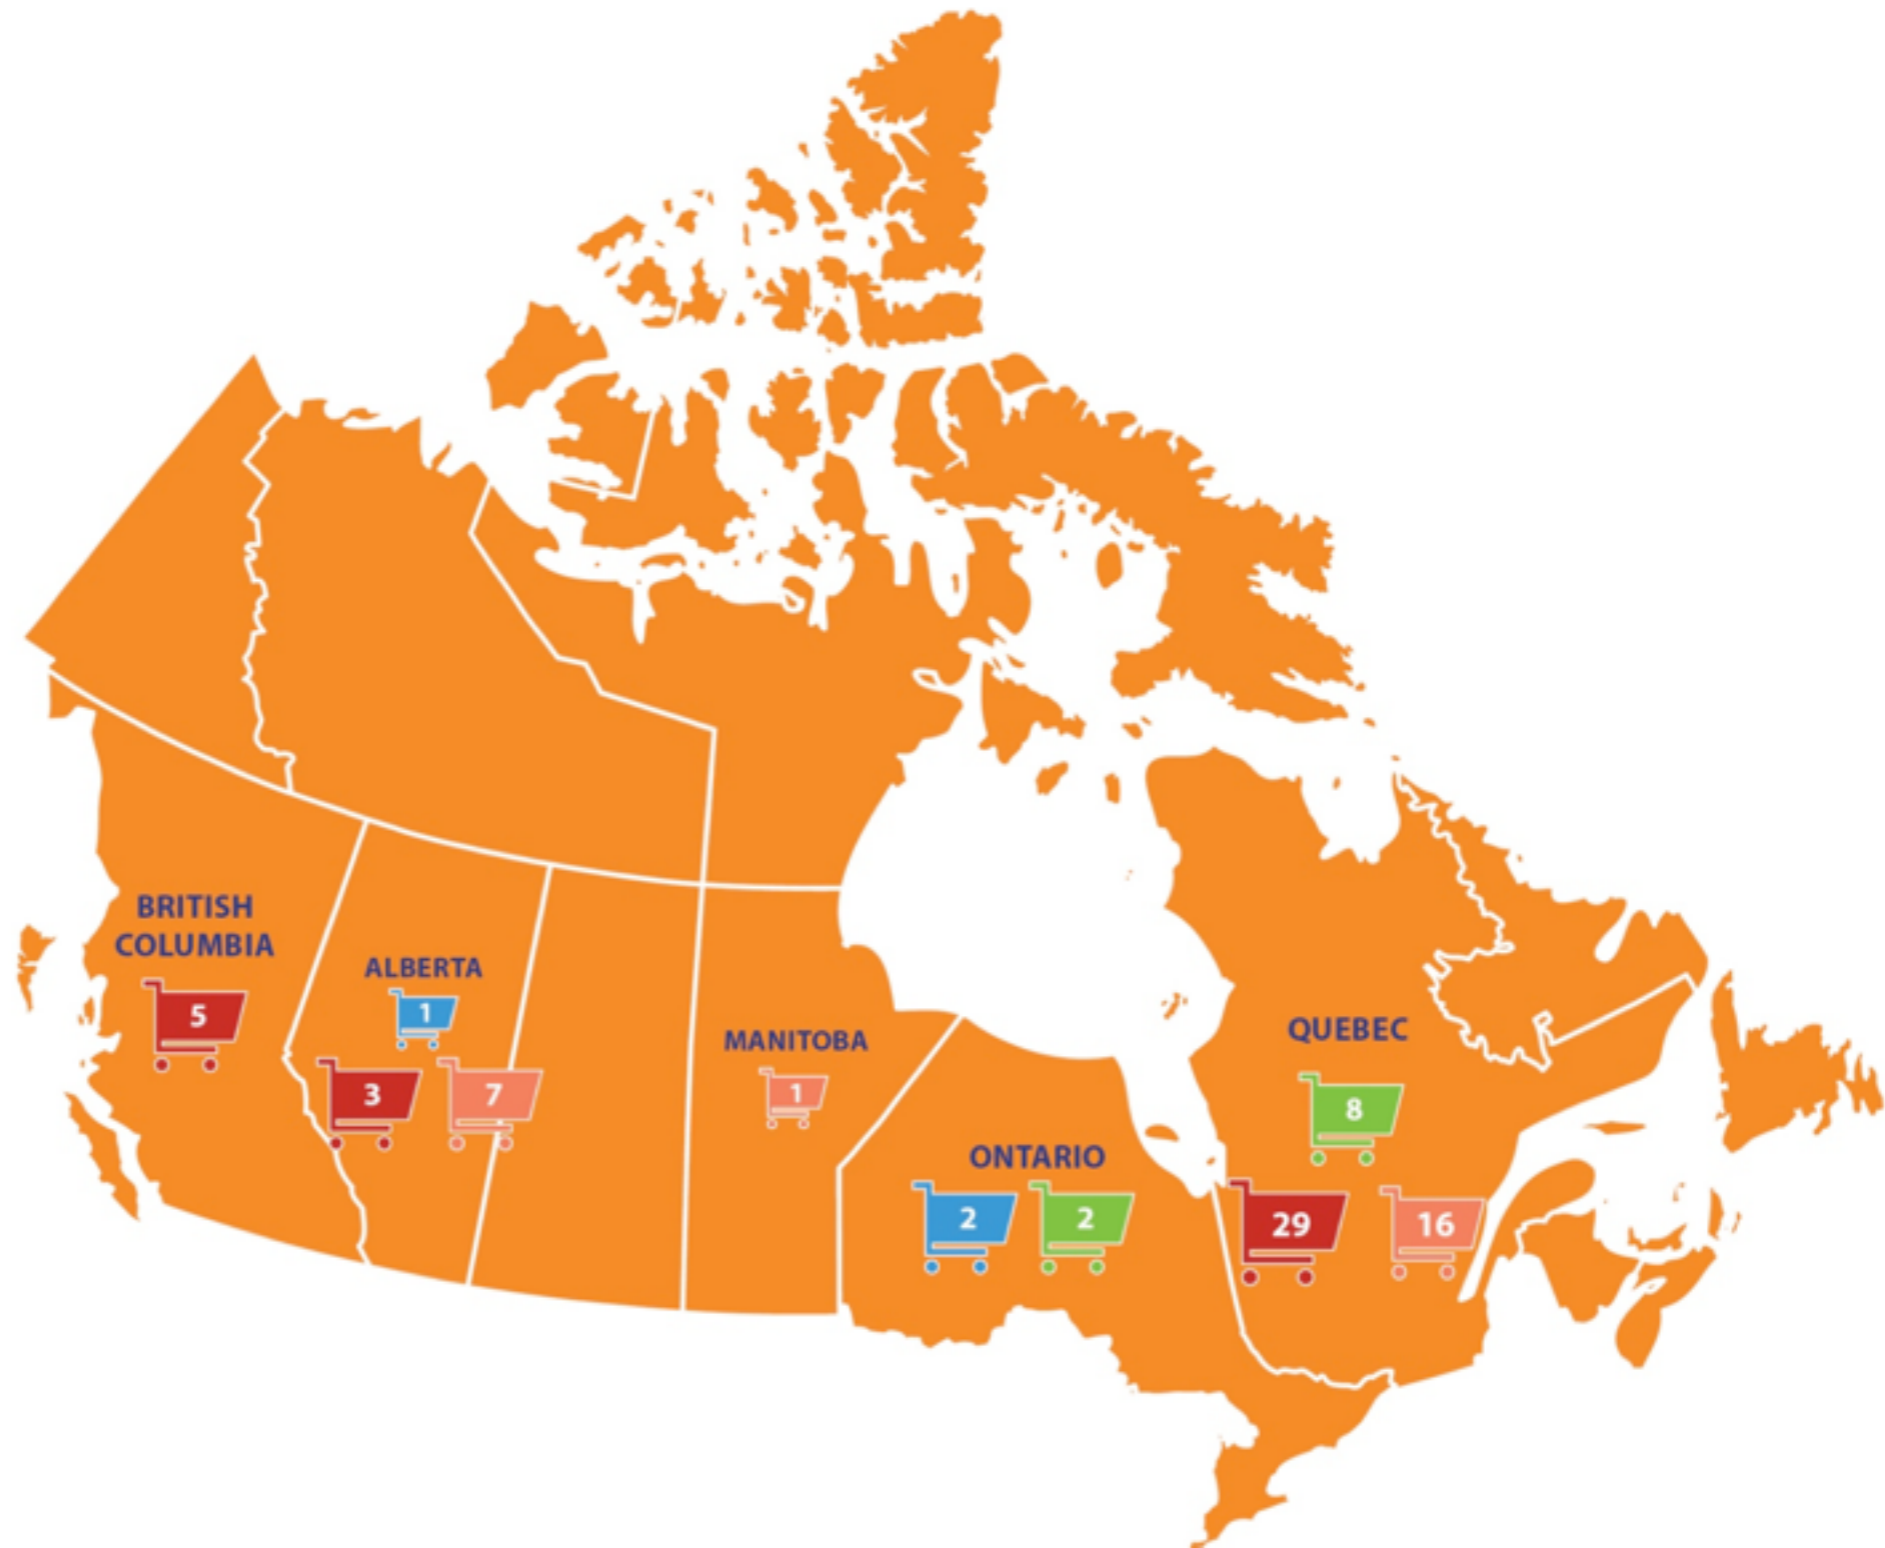 BRITISH
COLUMBIA
5
ALBERTA
1
3 7
MANITOBA
1
ONTARIO
2 2
QUEBEC
8
29 16